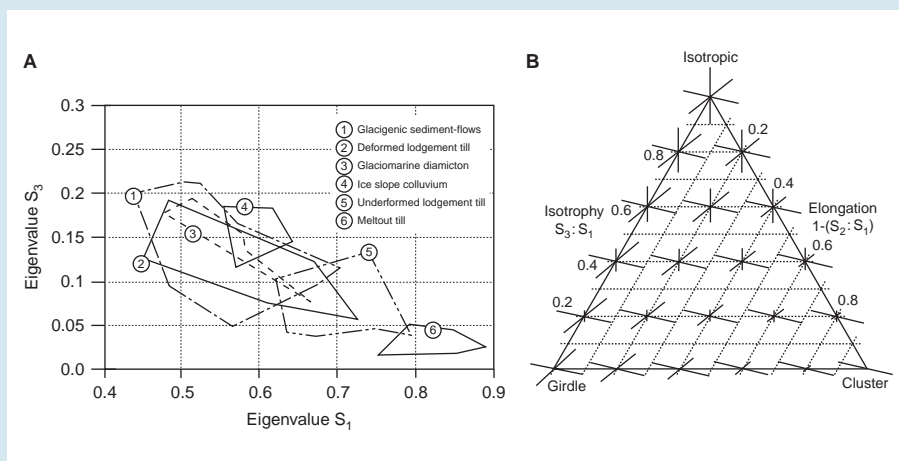 A
0.3
0.25
0.2
0.15
0.1
0.05
0.0
Eigenvalue S3
0.4
0.5
0.6
0.7
0.8
0.9
Eigenvalue S1
1 Glacigenic sediment-flows
2 Deformed lodgement till
3 Glaciomarine diamicton
4 Ice slope colluvium
5 Undeformed lodgement till
6 Meltout till
1
2
3
4
5
6
B
Isotropic
0.8
0.6
0.4
0.2
Isotrophy
S3:S1
0.2
0.4
0.6
0.8
Elongation
1-(S2:S1)
Girdle
Cluster